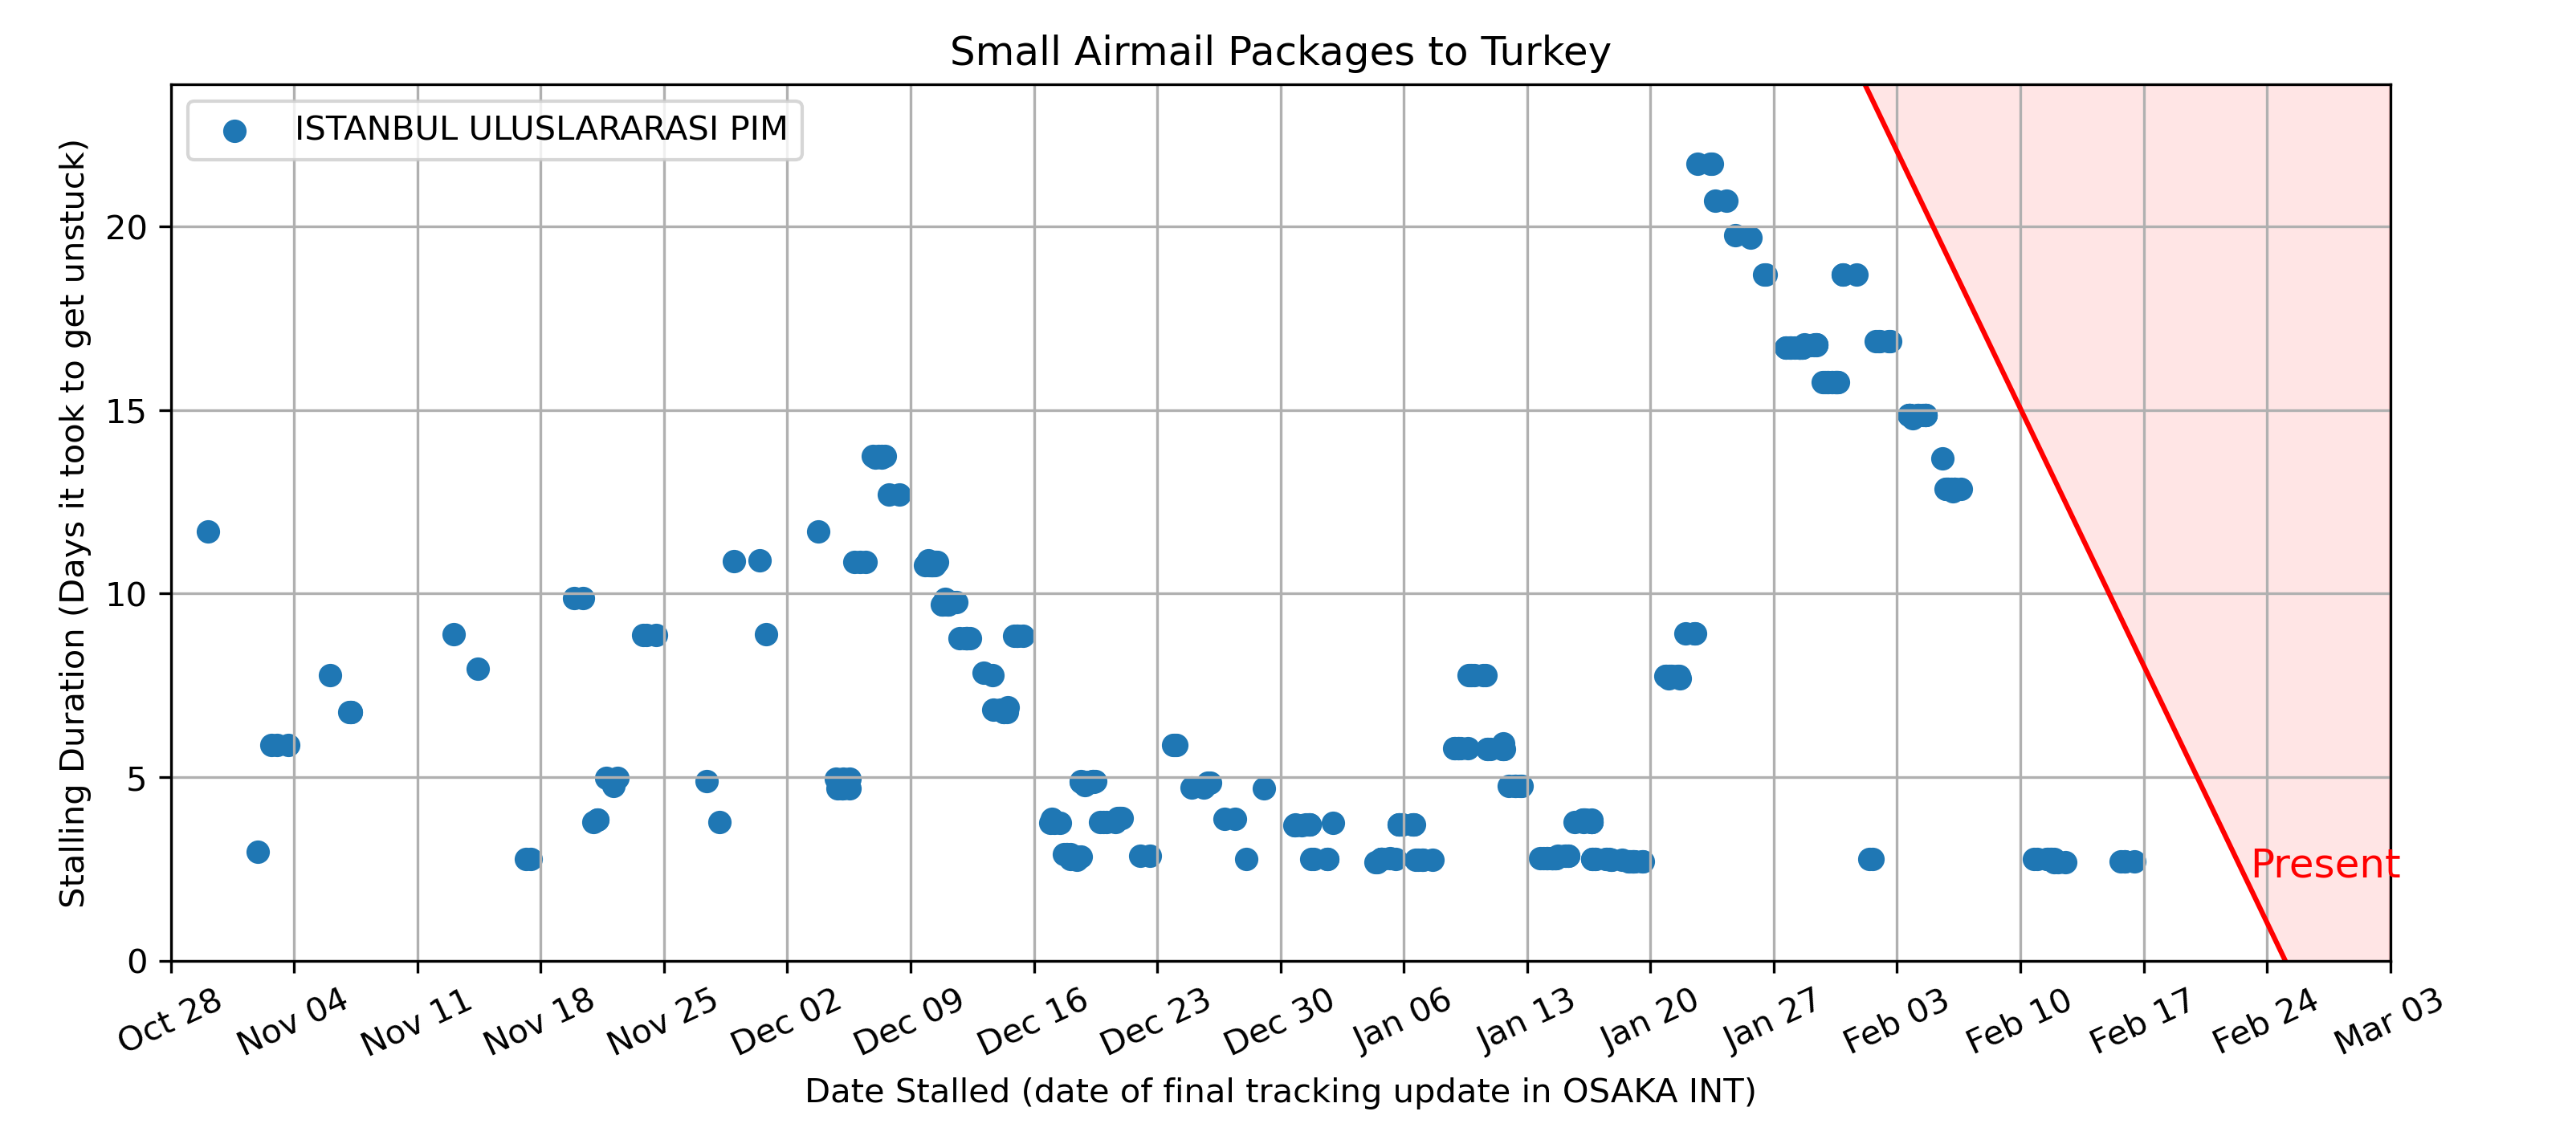 Small Airmail Packages to Turkey
ISTANBUL ULUSLARARASI PIM
Stalling Duration (Days it took to get unstuck)
20
15
10
5
0
Present
Oct 28
Nov 04
Nov 11
Nov 18
Nov 25
Dec 02
Dec 09
Dec 16
Dec 23
Dec 30
Jan 06
Jan 13
Jan 20
Jan 27
Feb 03
Feb 10
Feb 17
Feb 24
Mar 03
Date Stalled (date of final tracking update in OSAKA INT)